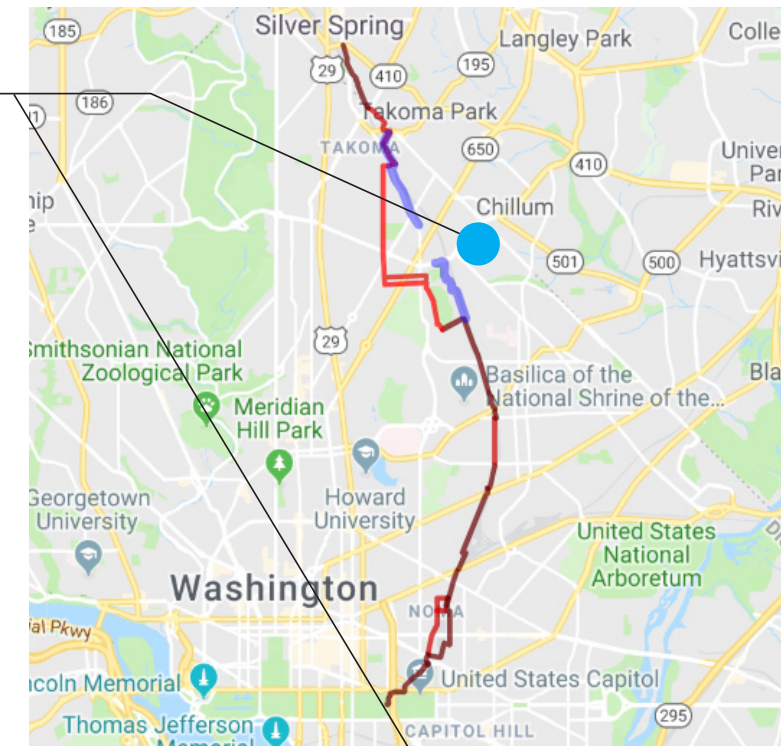 185
Silver Spring
Langley Park
Colle
29
410
195
186
Takoma Park
TAKOMA
650
410
Univer
Par
hip
e
Chillum
Riv
501
500
Hyattsvi
29
Smithsonian National
Zoological Park
Basilica of the
National Shrine of the...
Bla
Meridian
Hill Park
Georgetown
University
Howard
University
United States
National
Arboretum
Washington
NOMA
ial Pkwy
ncoln Memorial
United States Capitol
295
Thomas Jefferson
Memorial
CAPITOL HILL